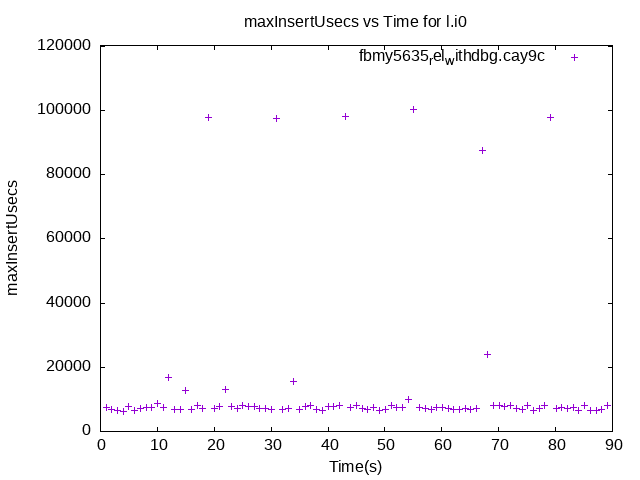 maxInsertUsecs vs Time for l.i0
fbmy5635relwithdbg.cay9c
120000
100000
80000
60000
40000
20000
0
maxInsertUsecs
0 10 20 30 40 50 60 70 80 90
Time(s)